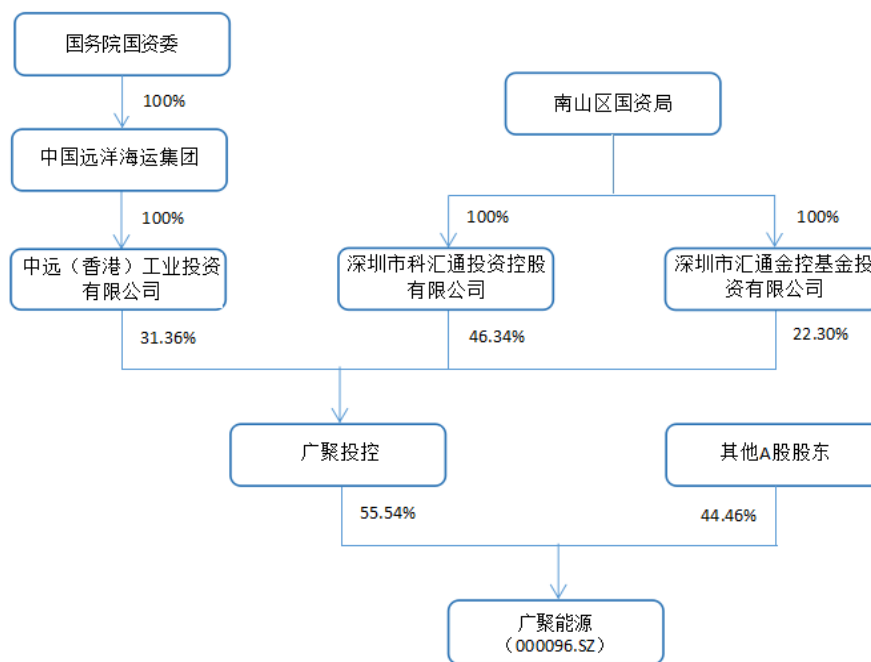 国务院国资委
100%
南山区国资局
中国远洋海运集团
100%
100%
100%
中远（香港）工业投资
有限公司
深圳市科汇通投资控股
有限公司
深圳市汇通金控基金投
资有限公司
31.36%
46.34%
22.30%
广聚投控
其他A股股东
55.54%
44.46%
广聚能源
（000096.SZ）